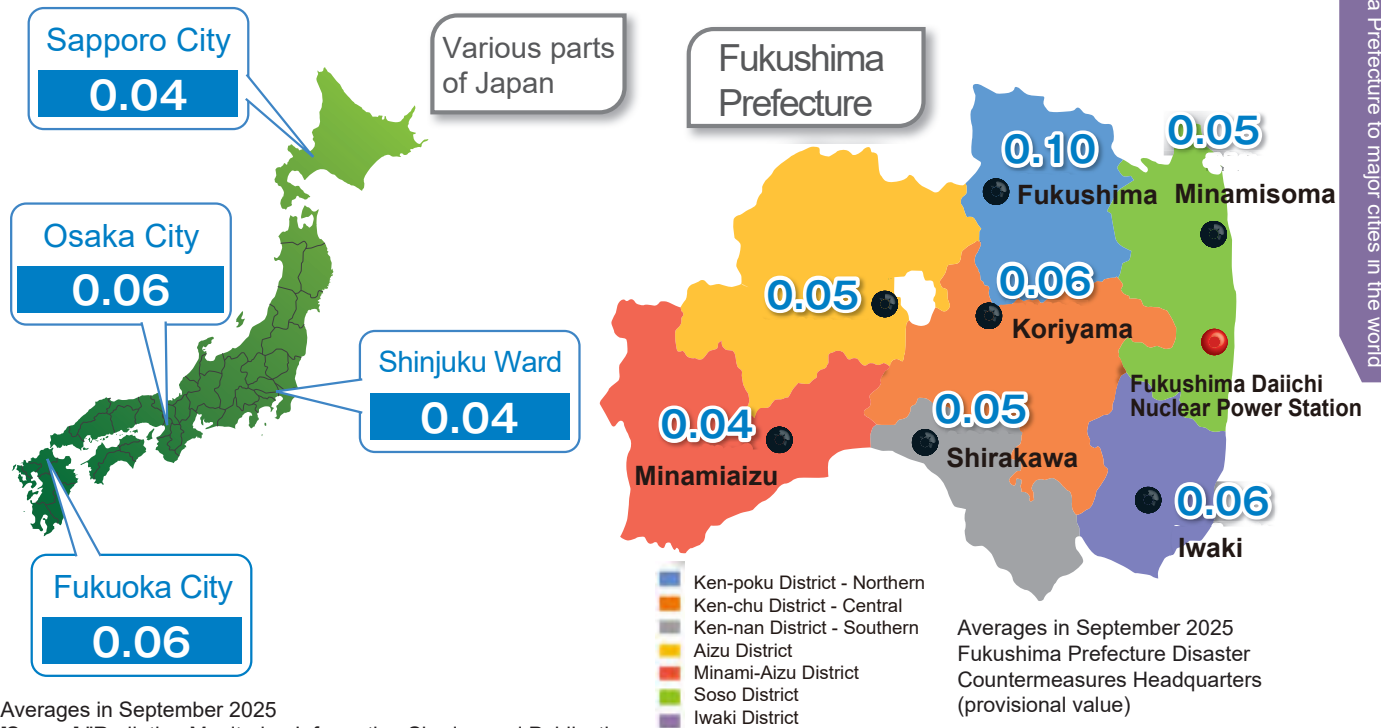 Sapporo City
0.04
Various parts
of Japan
Osaka City
0.06
Shinjuku Ward
0.04
Fukuoka City
0.06
Averages in September 2025
Fukushima
Prefecture
0.10
Fukushima
0.05
Minamisoma
0.05
0.06
Koriyama
Fukushima Daiichi
Nuclear Power Station
0.04
Minamiaizu
0.05
Shirakawa
0.06
Iwaki
Ken-poku District - Northern
Ken-chu District - Central
Ken-nan District - Southern
Aizu District
Minami-Aizu District
Soso District
Iwaki District
Averages in September 2025
Fukushima Prefecture Disaster
Countermeasures Headquarters
(provisional value)
a Prefecture to major cities in the world